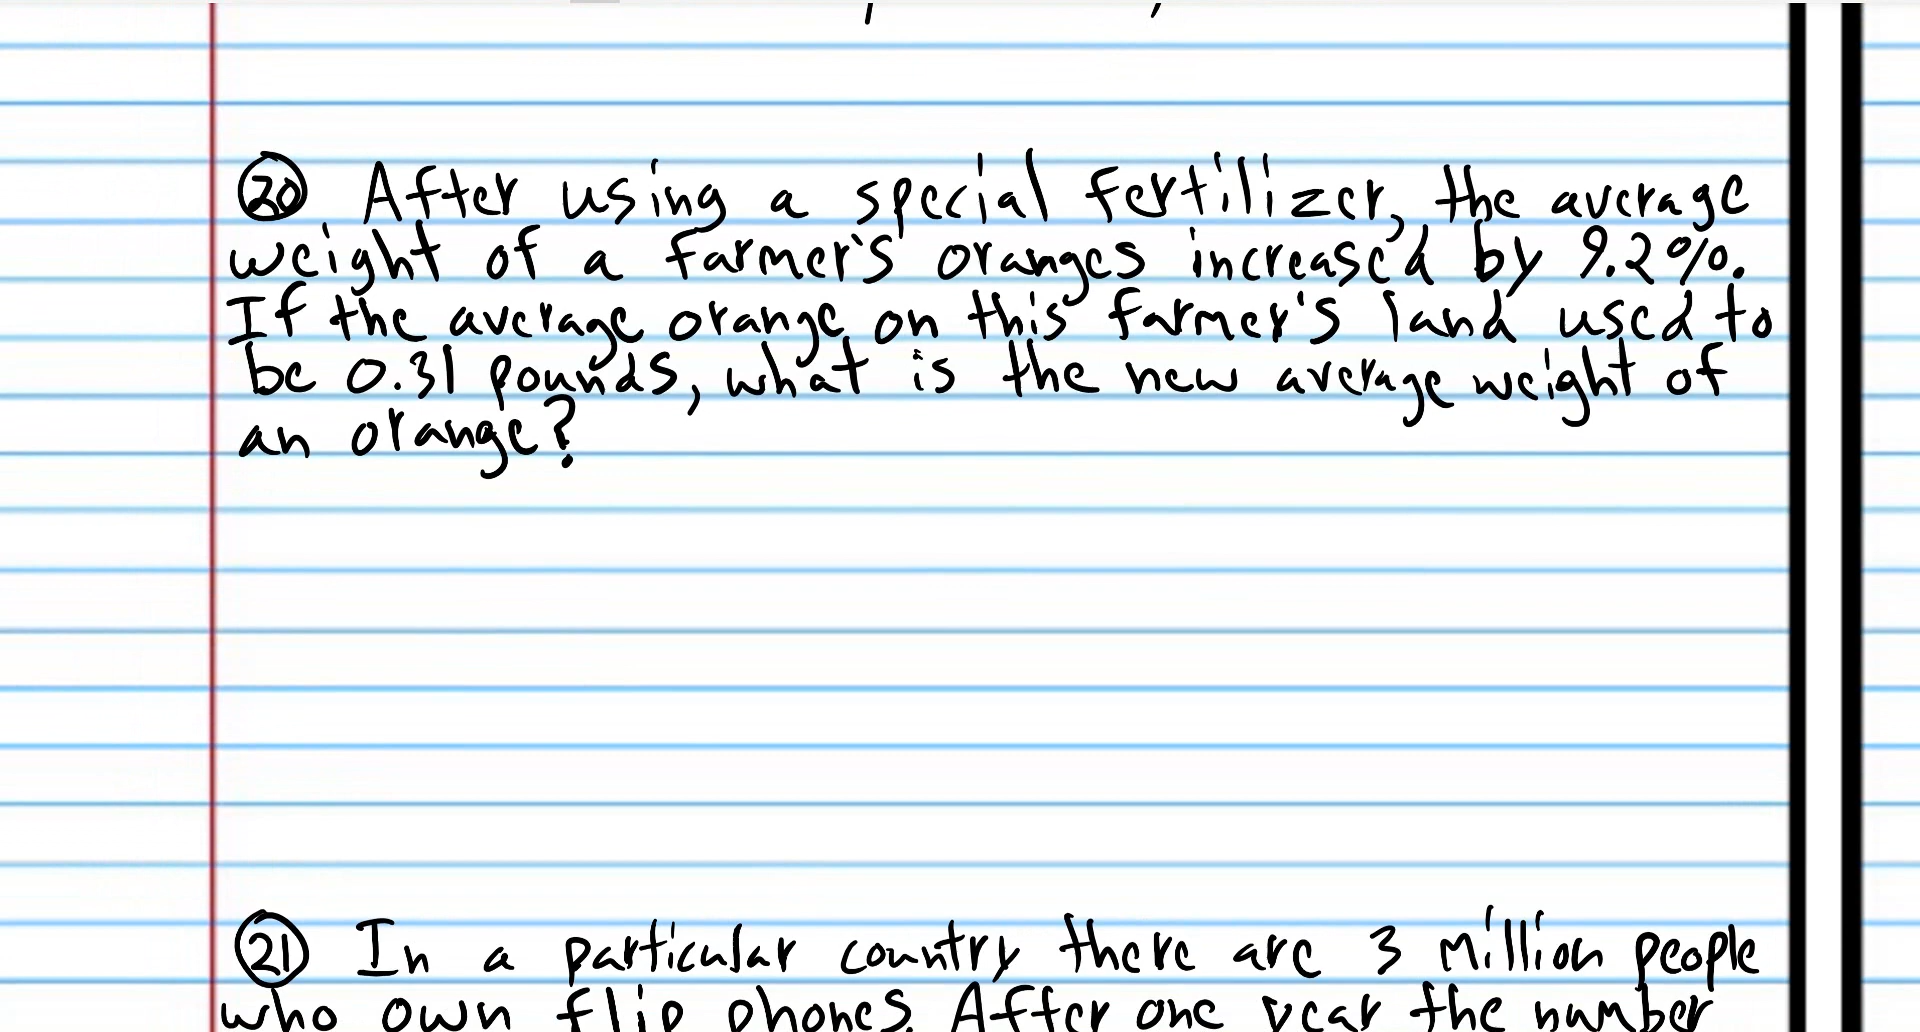 20 After using a special fertilizer, the average
weight of a farmer's oranges increase'd by 9.2%.
If the average orange on this farmer's land used to
be 0.31 pounds, what is the new average weight of
an orange?
21 In a particular country there are 3 million people
who own flip phones. After one year the number